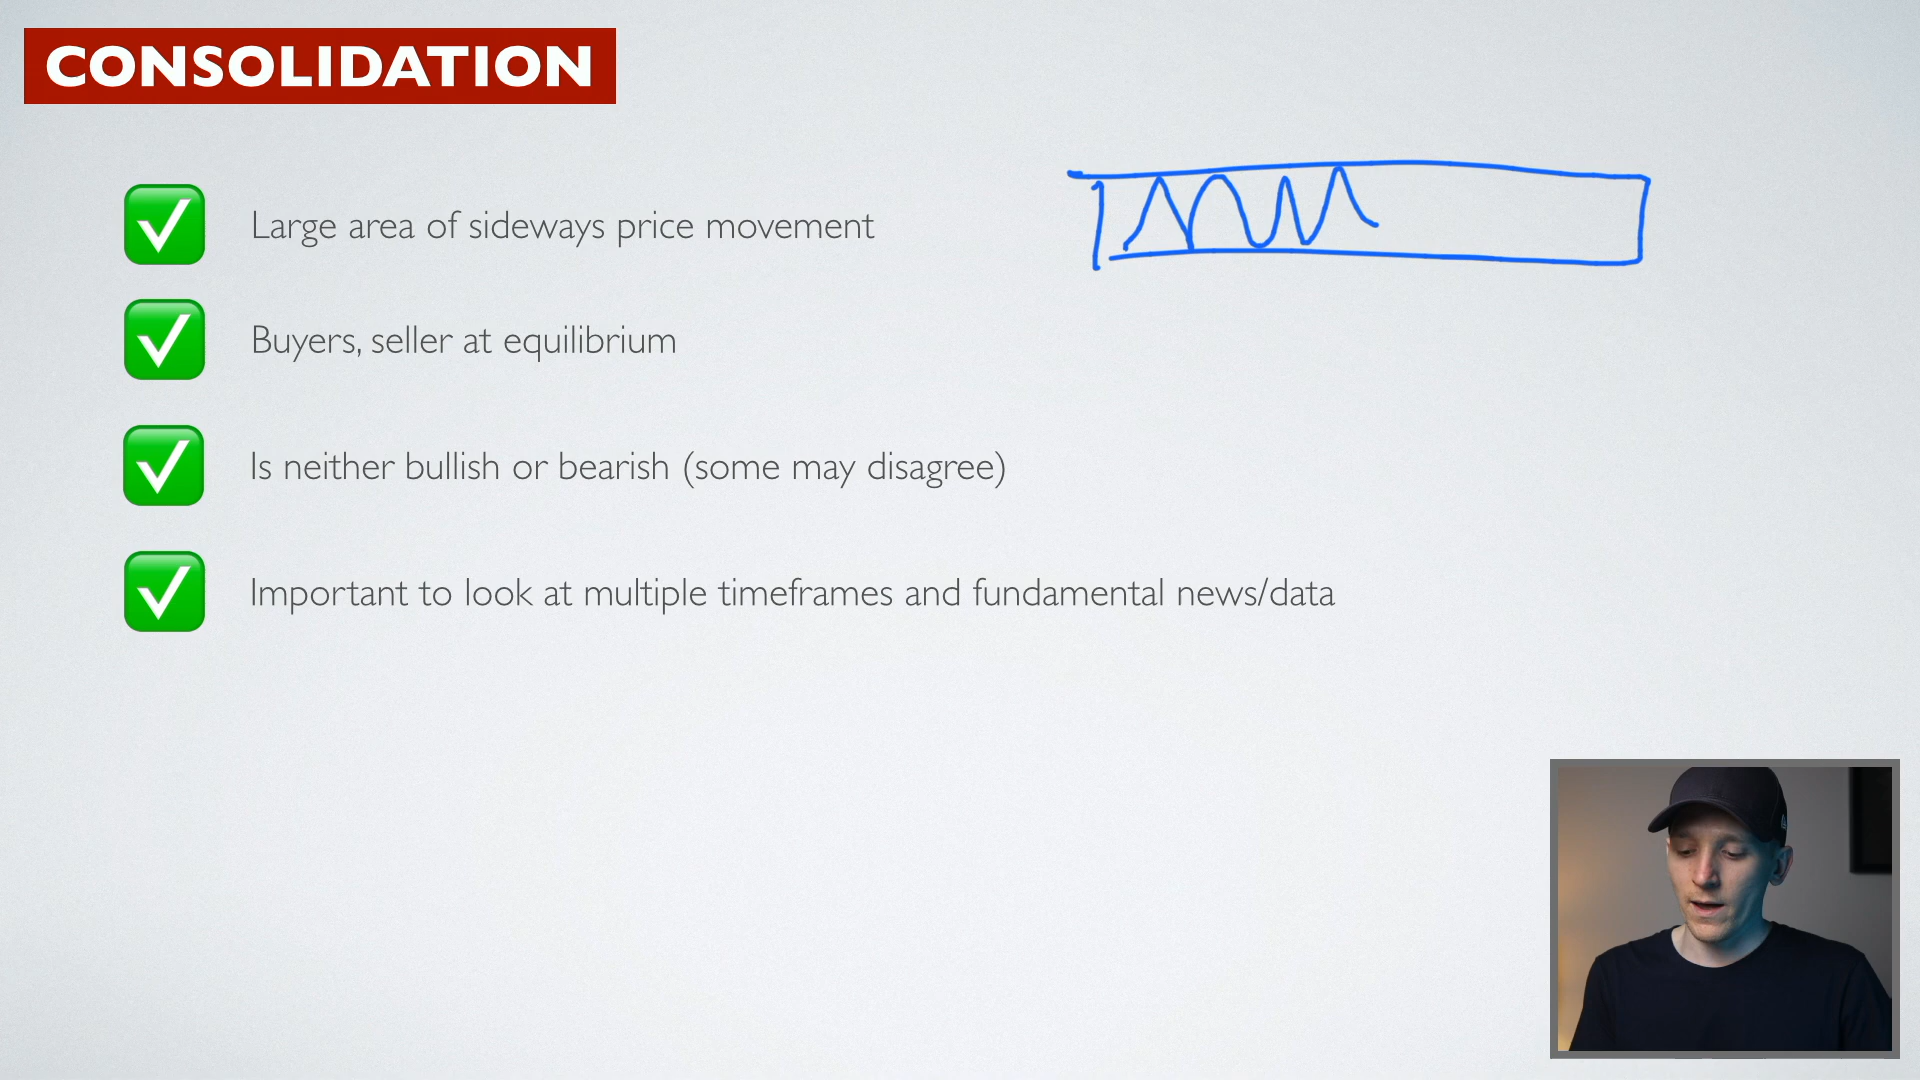 CONSOLIDATION
Large area of sideways price movement
Buyers, seller at equilibrium
Is neither bullish or bearish (some may disagree)
Important to look at multiple timeframes and fundamental news/data